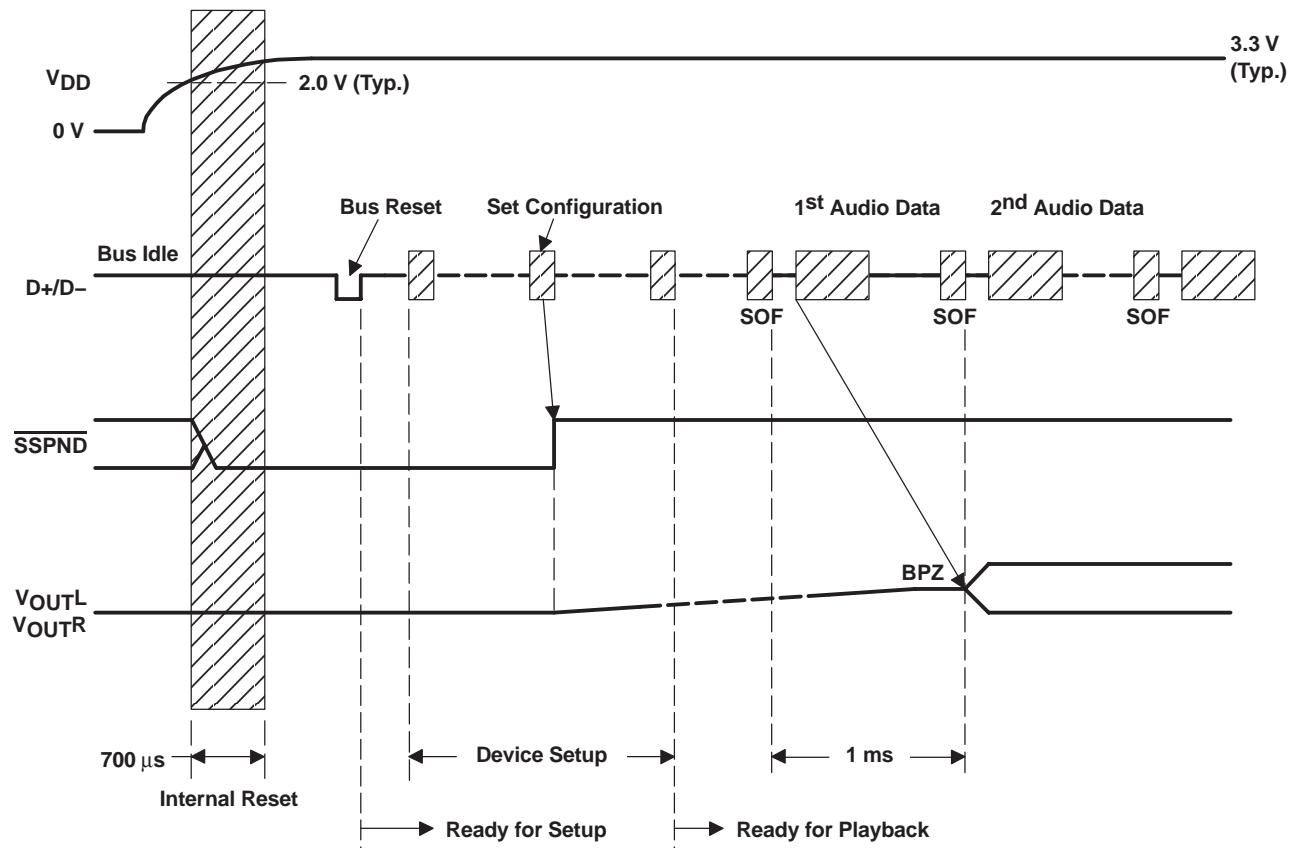 3.3 V
(Typ.)
VDD
2.0 V (Typ.)
0 V
Bus Reset
Set Configuration
1st Audio Data
2nd Audio Data
Bus Idle
D+/D–
SOF
SOF
SOF
SSPND
BPZ
VOUTL
VOUTR
700 μs
Device Setup
1 ms
Internal Reset
Ready for Setup
Ready for Playback